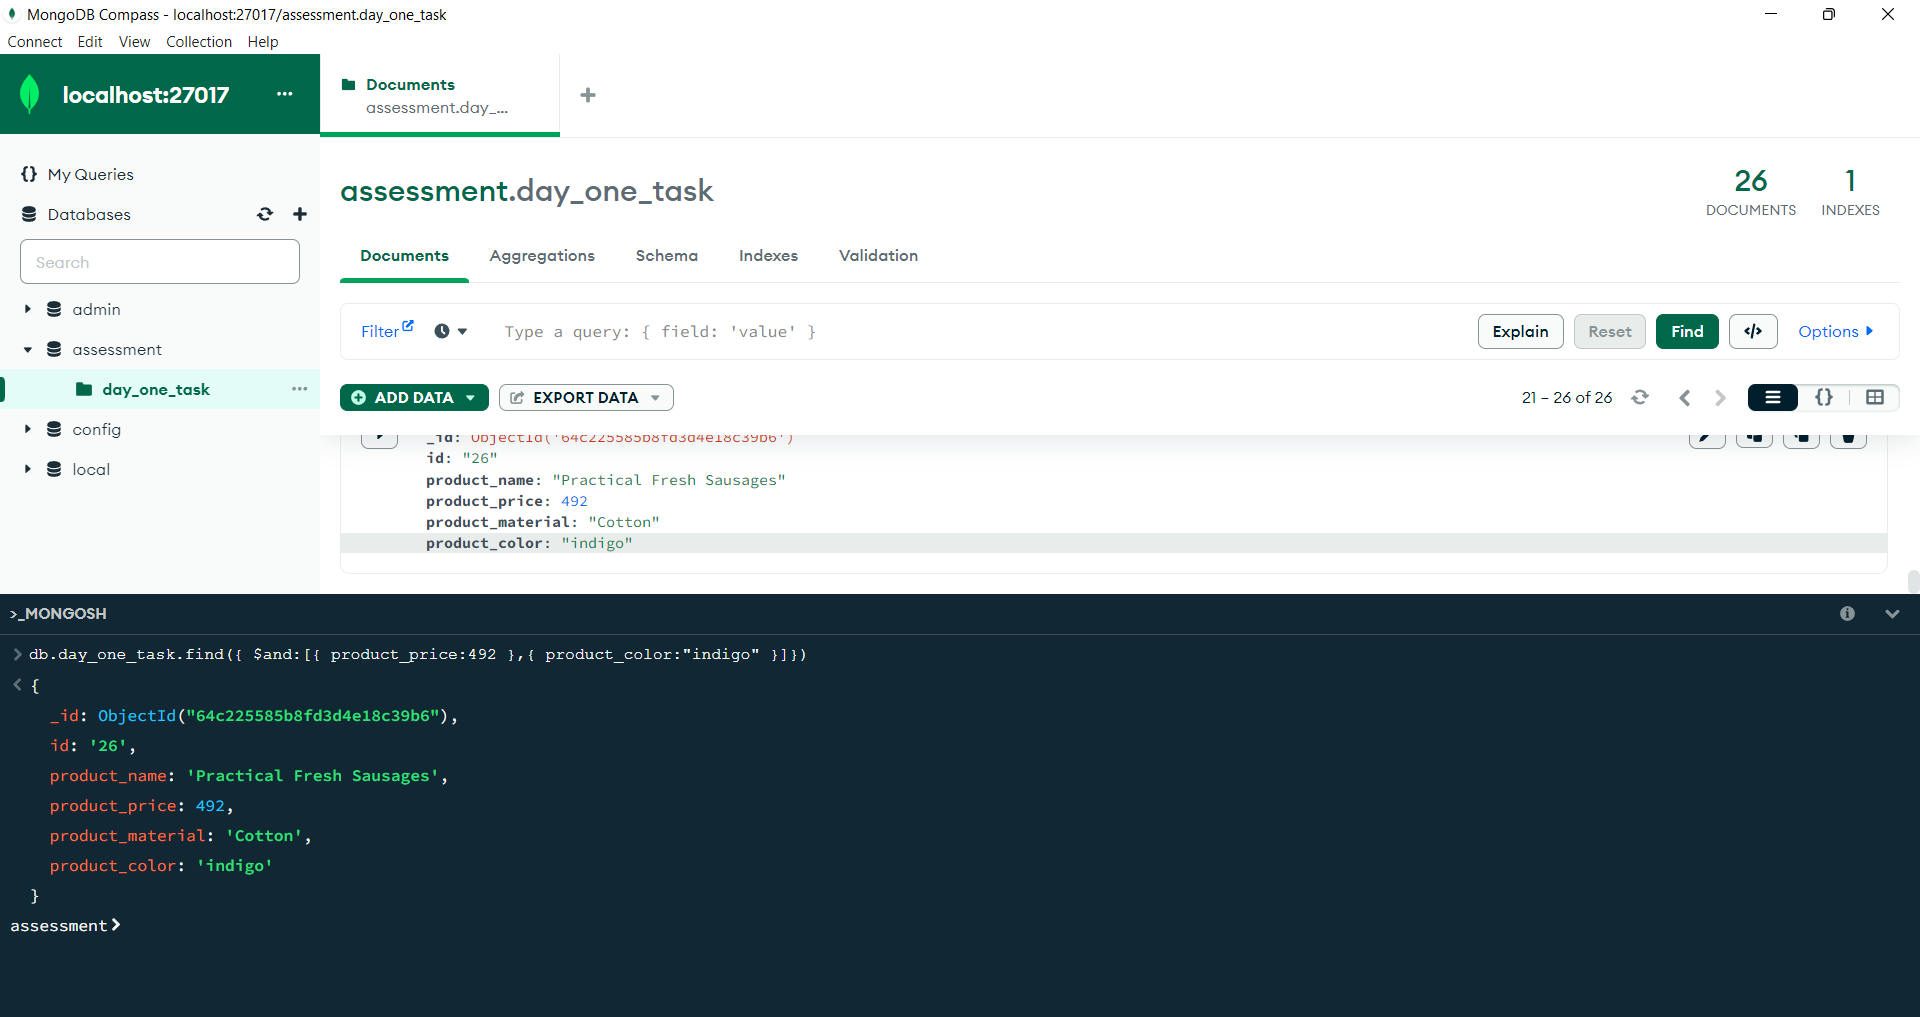 MongoDB Compass - localhost:27017/assessment.day_one_task
Connect Edit View Collection Help
localhost:27017 ...
Documents
assessment.day_...
{} My Queries
Databases
Search
admin
assessment
day_one_task ...
config
local
assessment.day_one_task
26
DOCUMENTS
1
INDEXES
Documents Aggregations Schema Indexes Validation
Filter Type a query: { field: 'value' } Explain Reset Find </> Options
ADD DATA EXPORT DATA 21 – 26 of 26 {}
_id: ObjectId('64c225585b8fd3d4e18c39b6')
id: "26"
product_name: "Practical Fresh Sausages"
product_price: 492
product_material: "Cotton"
product_color: "indigo"
>_MONGOSH
> db.day_one_task.find({ $and:[{ product_price:492 },{ product_color:"indigo" }]})
< {
_id: ObjectId("64c225585b8fd3d4e18c39b6"),
id: '26',
product_name: 'Practical Fresh Sausages',
product_price: 492,
product_material: 'Cotton',
product_color: 'indigo'
}
assessment>